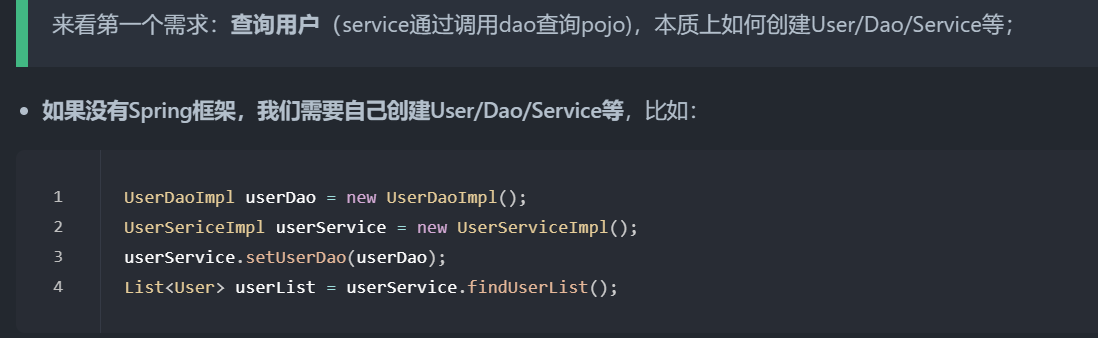 来看第一个需求：查询用户（service通过调用dao查询pojo)，本质上如何创建User/Dao/Service等；
• 如果没有Spring框架，我们需要自己创建User/Dao/Service等，比如：
1 UserDaoImpl userDao = new UserDaoImpl();
2 UserSericeImpl userService = new UserServiceImpl();
3 userService.setUserDao(userDao);
4 List<User> userList = userService.findUserList();